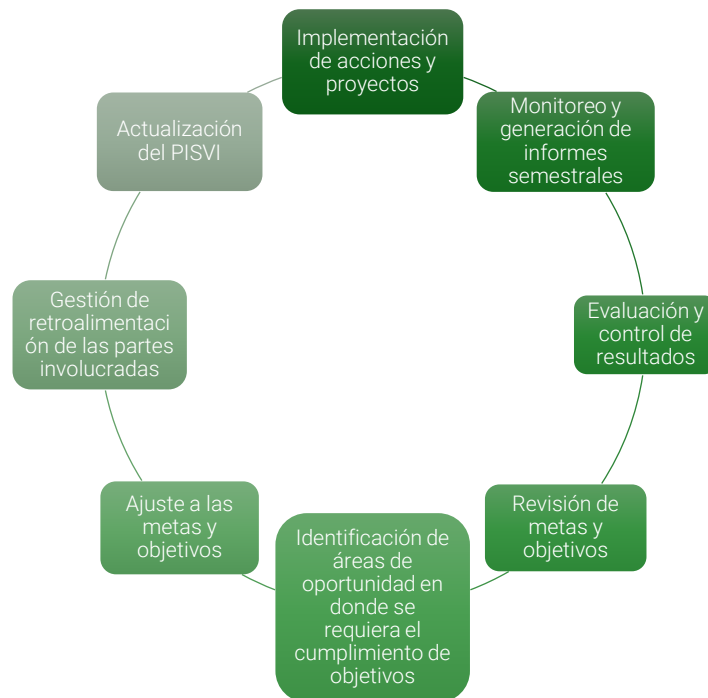 Implementación
de acciones y
proyectos
Monitoreo y
generación de
informes
semestrales
Evaluación y
control de
resultados
Revisión de
metas y
objetivos
Identificación de
áreas de
oportunidad en
donde se
requiera el
cumplimiento de
objetivos
Ajuste a las
metas y
objetivos
Gestión de
retroalimentaci
ón de las partes
involucradas
Actualización
del PISVI